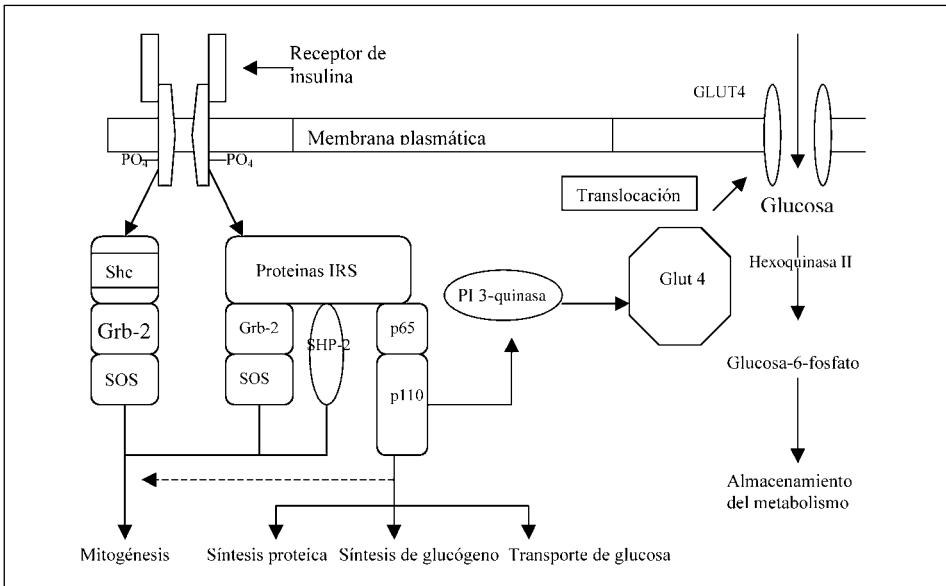 Receptor de
insulina
GLUT4
Membrana plasmática
PO4
PO4
Translocación
Glucosa
Shc
Proteinas IRS
Hexoquinasa II
PI 3-quinasa
Glut 4
Grb-2
Grb-2
SHP-2
p65
SOS
SOS
p110
Glucosa-6-fosfato
Almacenamiento
del metabolismo
Mitogénesis
Síntesis proteica
Síntesis de glucógeno
Transporte de glucosa